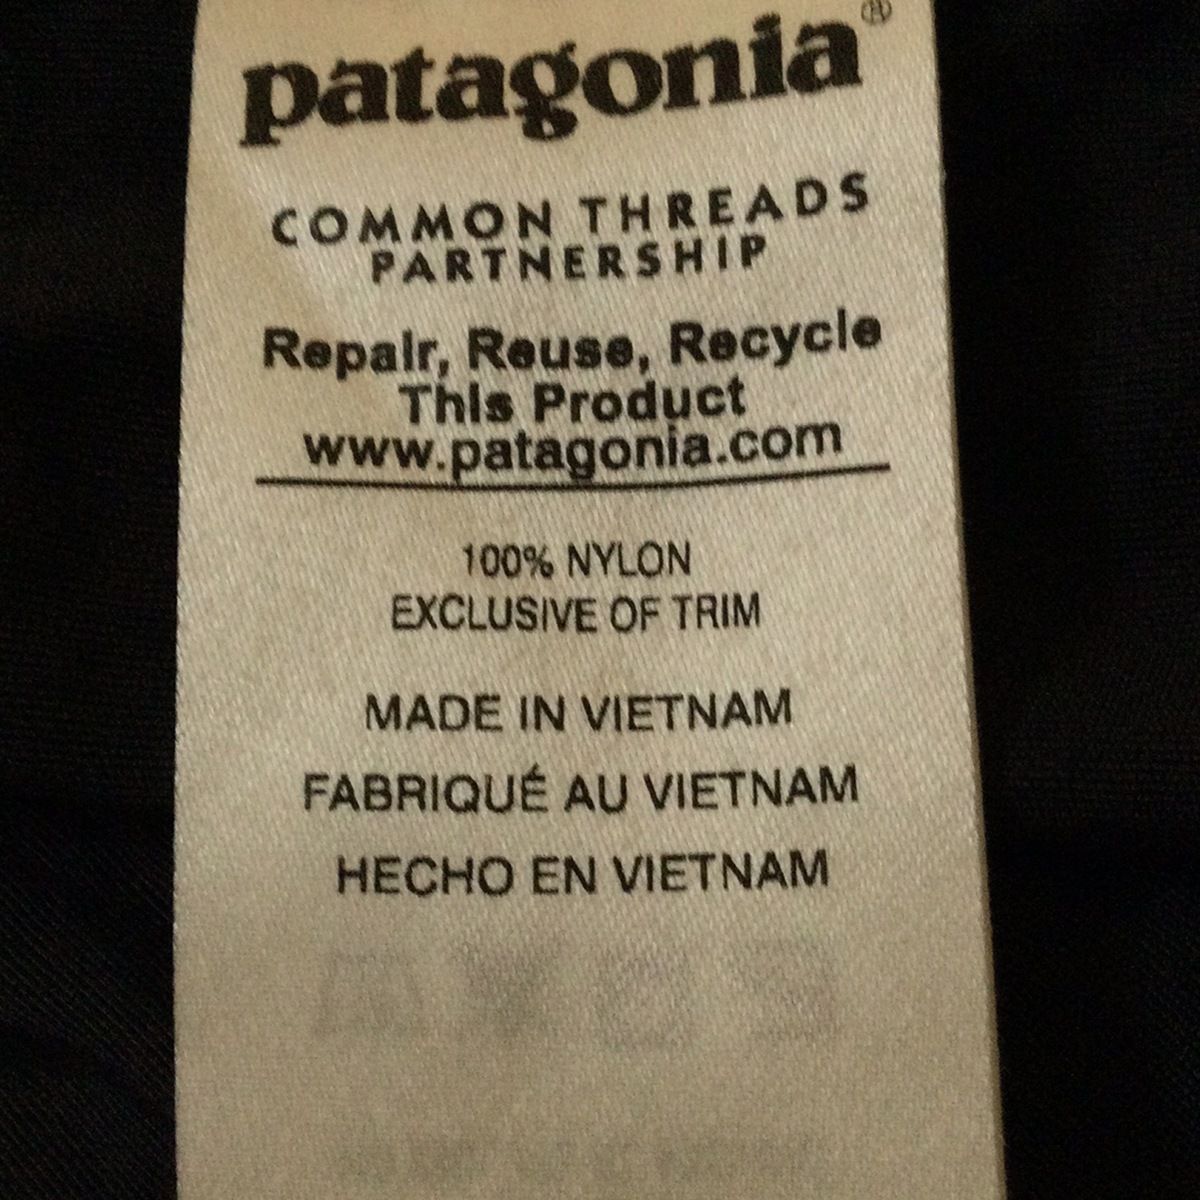 patagonia®
COMMON THREADS
PARTNERSHIP
Repair, Reuse, Recycle
This Product
www.patagonia.com
100% NYLON
EXCLUSIVE OF TRIM
MADE IN VIETNAM
FABRIQUÉ AU VIETNAM
HECHO EN VIETNAM